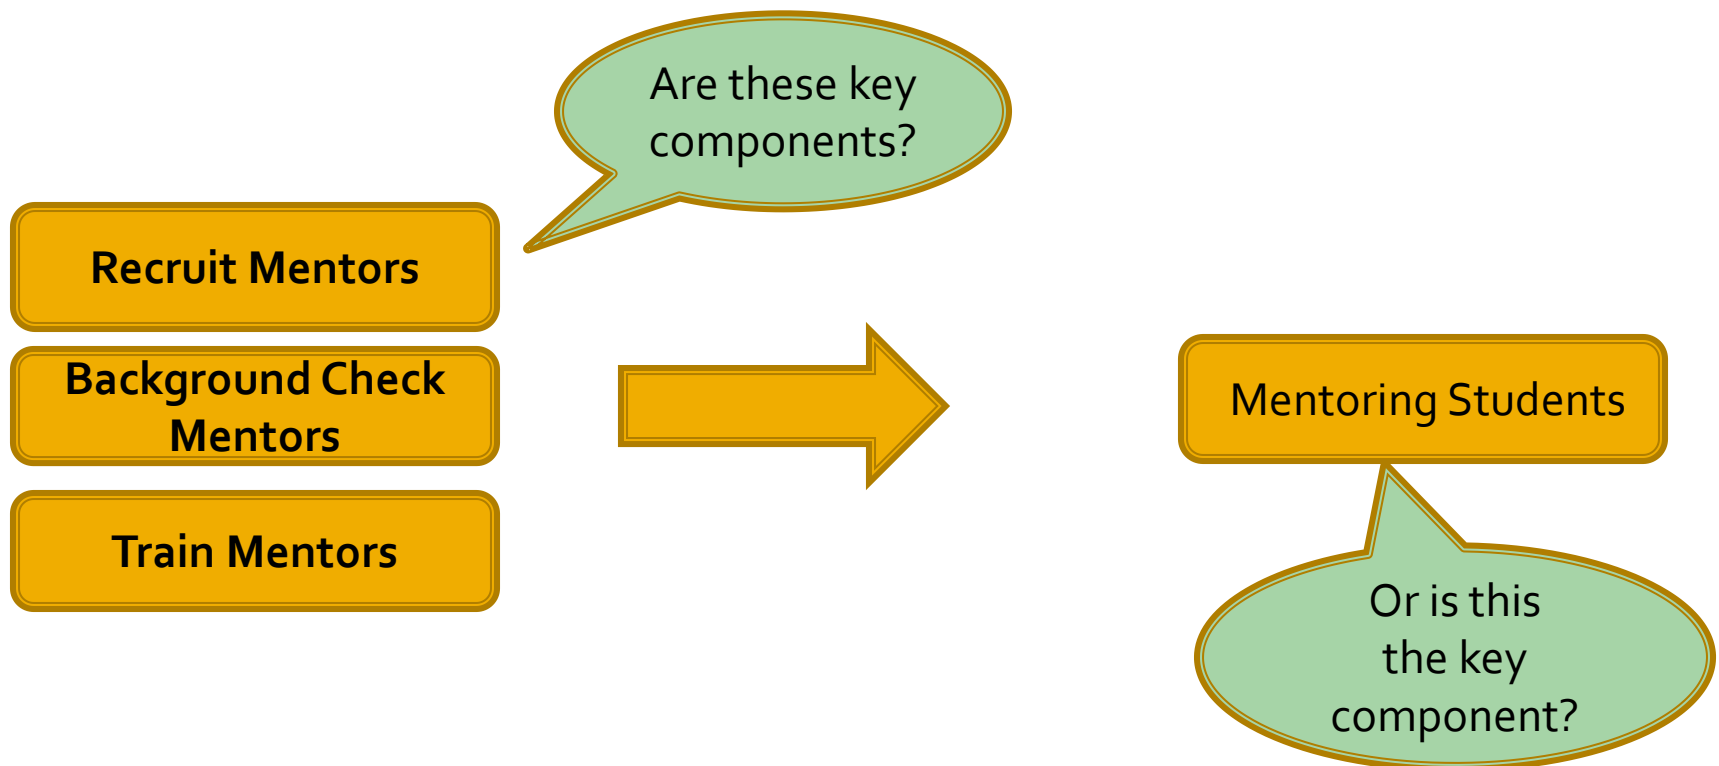 Are these key
components?
Recruit Mentors
Background Check
Mentors
Train Mentors
Mentoring Students
Or is this
the key
component?